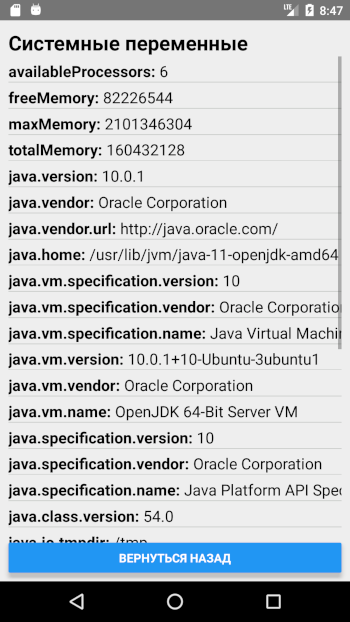 LTE 8:47
Системные переменные
availableProcessors: 6
freeMemory: 82226544
maxMemory: 2101346304
totalMemory: 160432128
java.version: 10.0.1
java.vendor: Oracle Corporation
java.vendor.url: http://java.oracle.com/
java.home: /usr/lib/jvm/java-11-openjdk-amd64
java.vm.specification.version: 10
java.vm.specification.vendor: Oracle Corporatio
java.vm.specification.name: Java Virtual Machin
java.vm.version: 10.0.1+10-Ubuntu-3ubuntu1
java.vm.vendor: Oracle Corporation
java.vm.name: OpenJDK 64-Bit Server VM
java.specification.version: 10
java.specification.vendor: Oracle Corporation
java.specification.name: Java Platform API Spec
java.class.version: 54.0
java.io.tmpdir: /tmp
ВЕРНУТЬСЯ НАЗАД